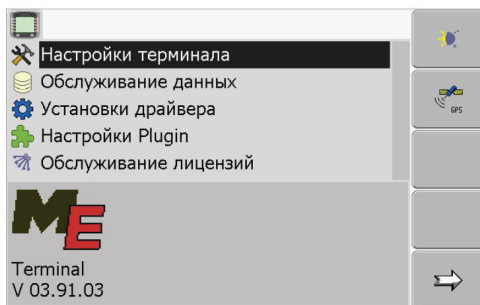 Настройки терминала
Обслуживание данных
Установки драйвера
Настройки Plugin
Обслуживание лицензий
GPS
ME
Terminal
V 03.91.03